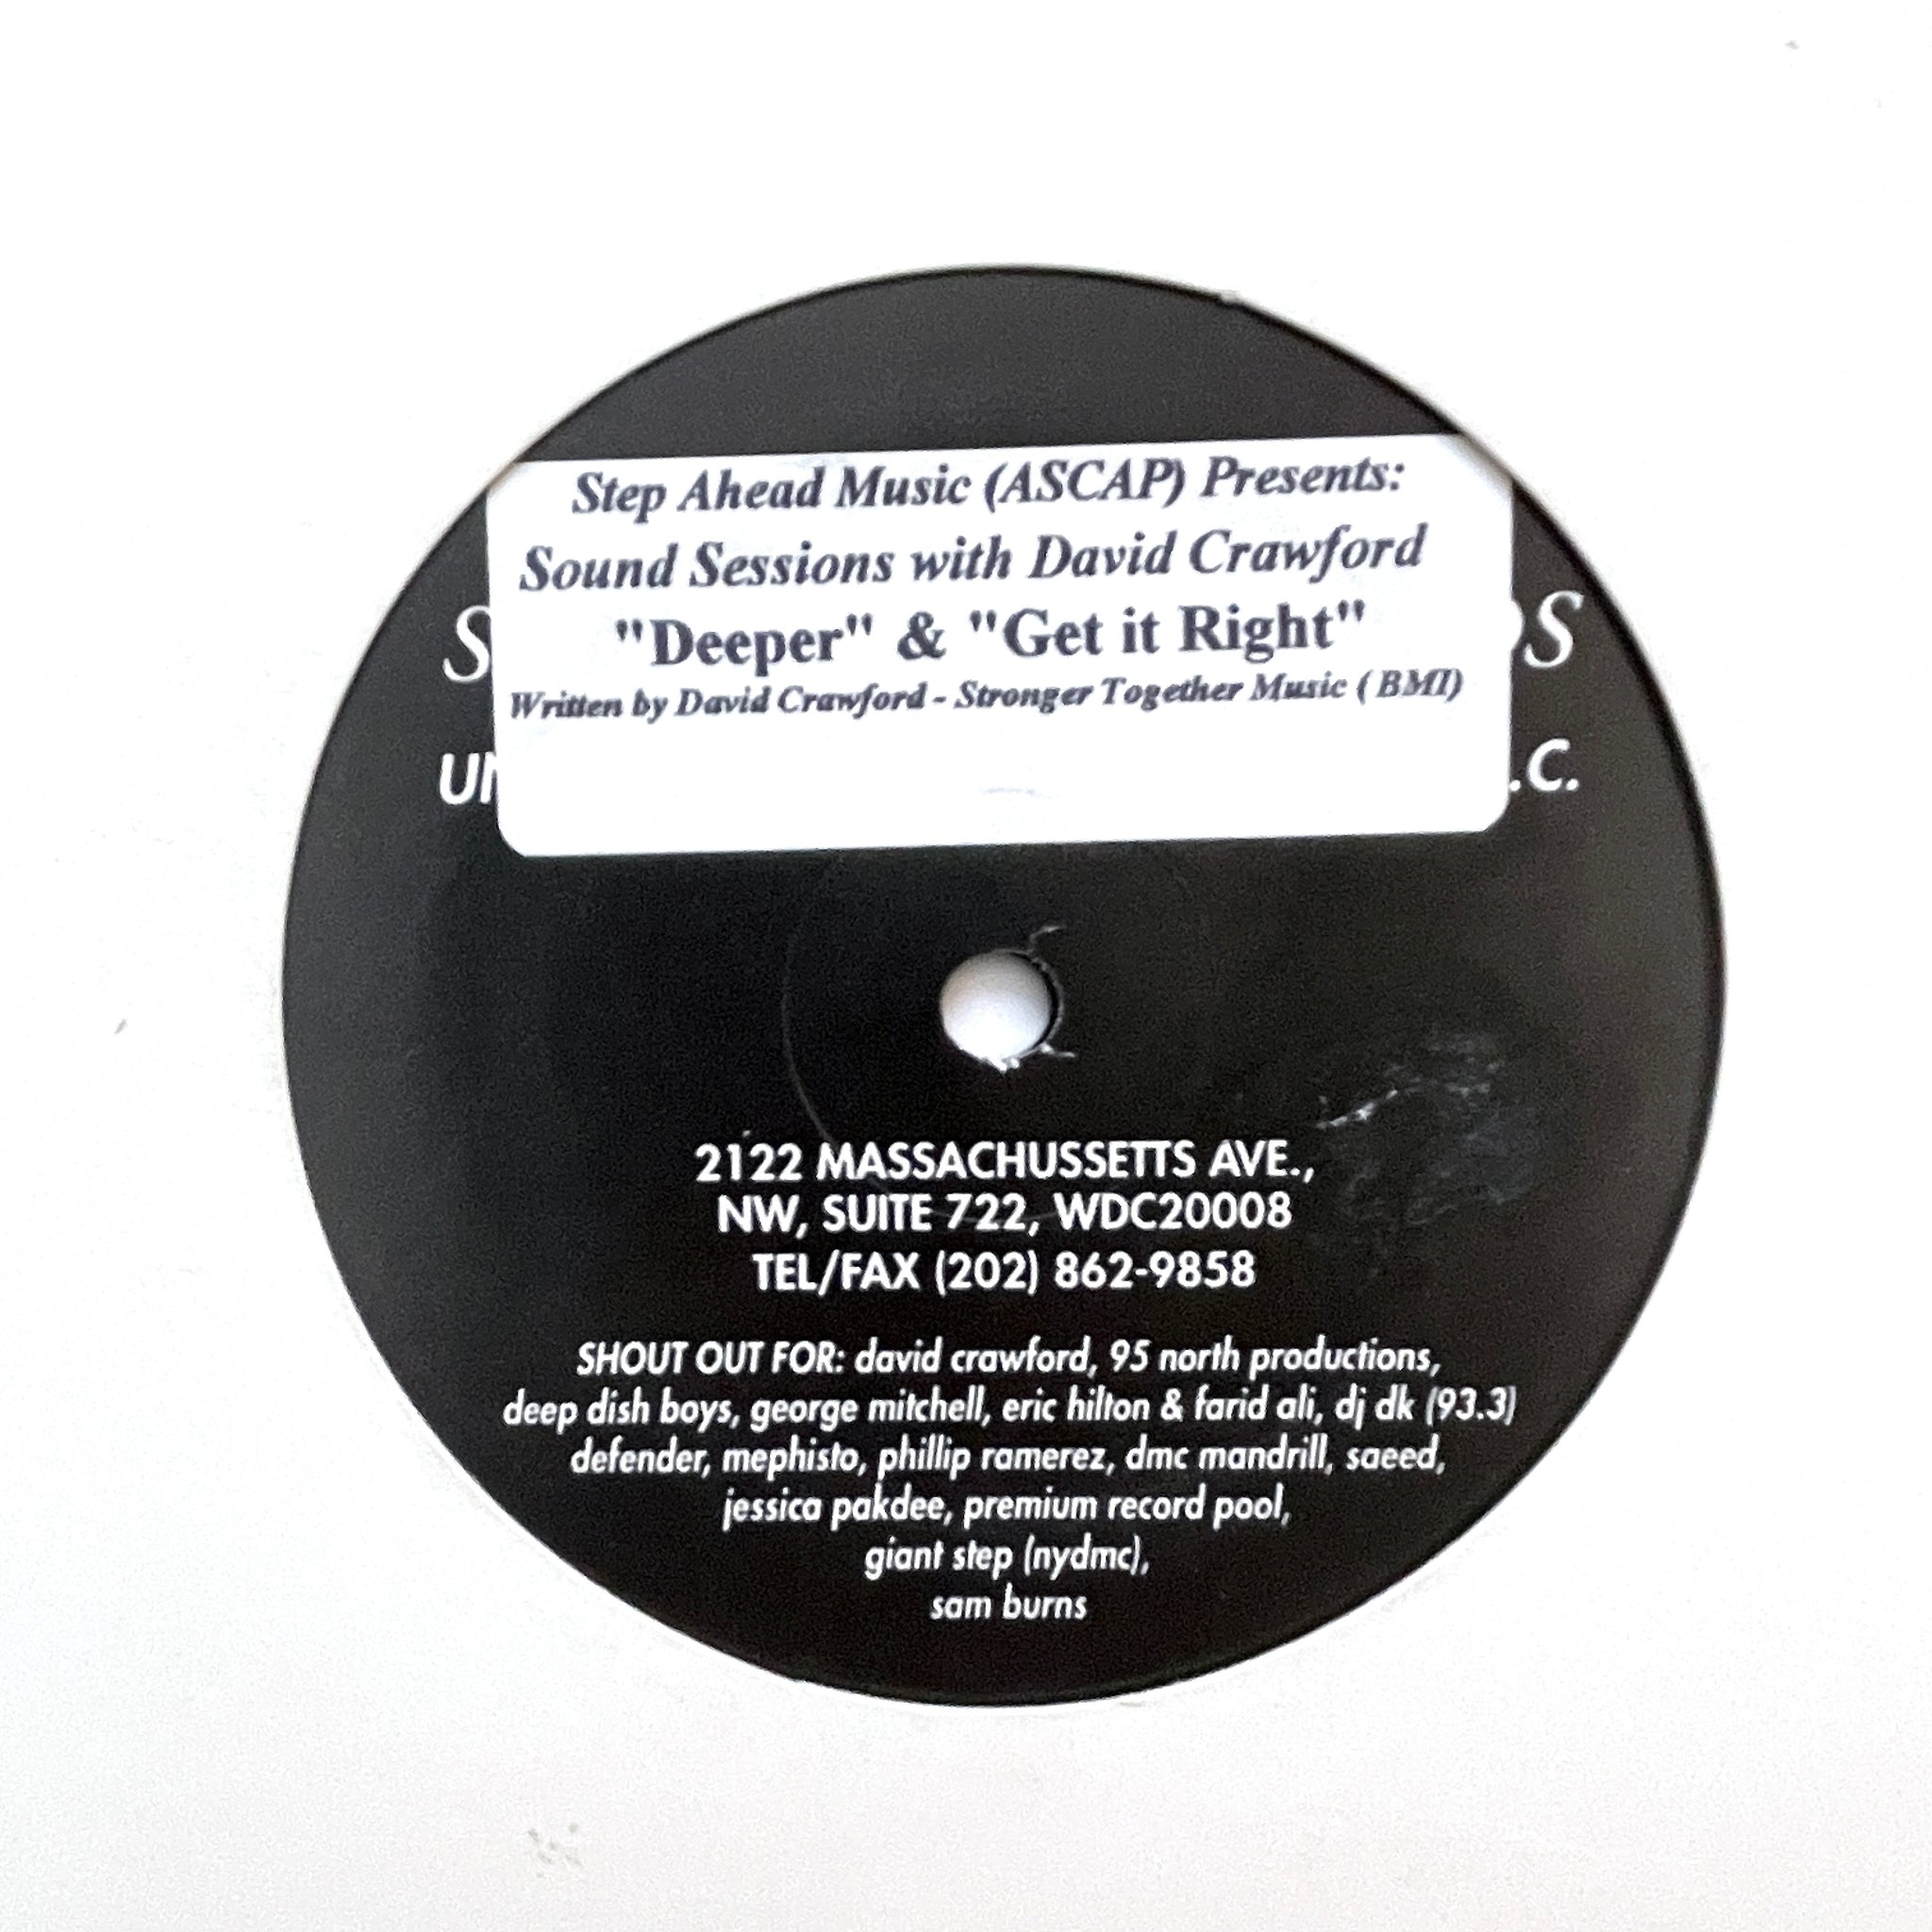 Step Ahead Music (ASCAP) Presents:
Sound Sessions with David Crawford
"Deeper" & "Get it Right"
Written by David Crawford - Stronger Together Music ( BMI)
2122 MASSACHUSSETTS AVE.,
NW, SUITE 722, WDC20008
TEL/FAX (202) 862-9858
SHOUT OUT FOR: david crawford, 95 north productions,
deep dish boys, george mitchell, eric hilton & farid ali, dj dk (93.3)
defender, mephisto, phillip ramerez, dmc mandrill, saeed,
jessica pakdee, premium record pool,
giant step (nydmc),
sam burns